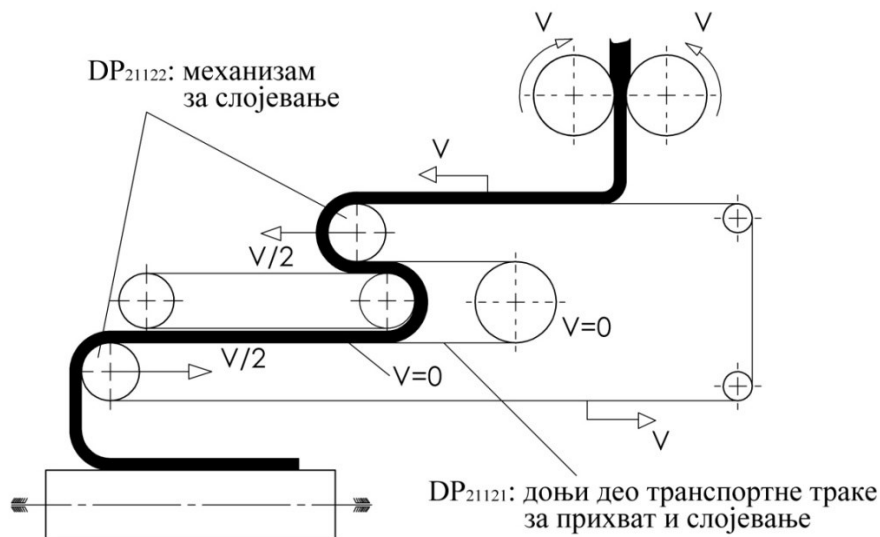 V
V
DP21122: механизам
за слојевање
V
V/2
V=0
V/2
V=0
V
DP21121: доњи део транспортне траке
за прихват и слојевање